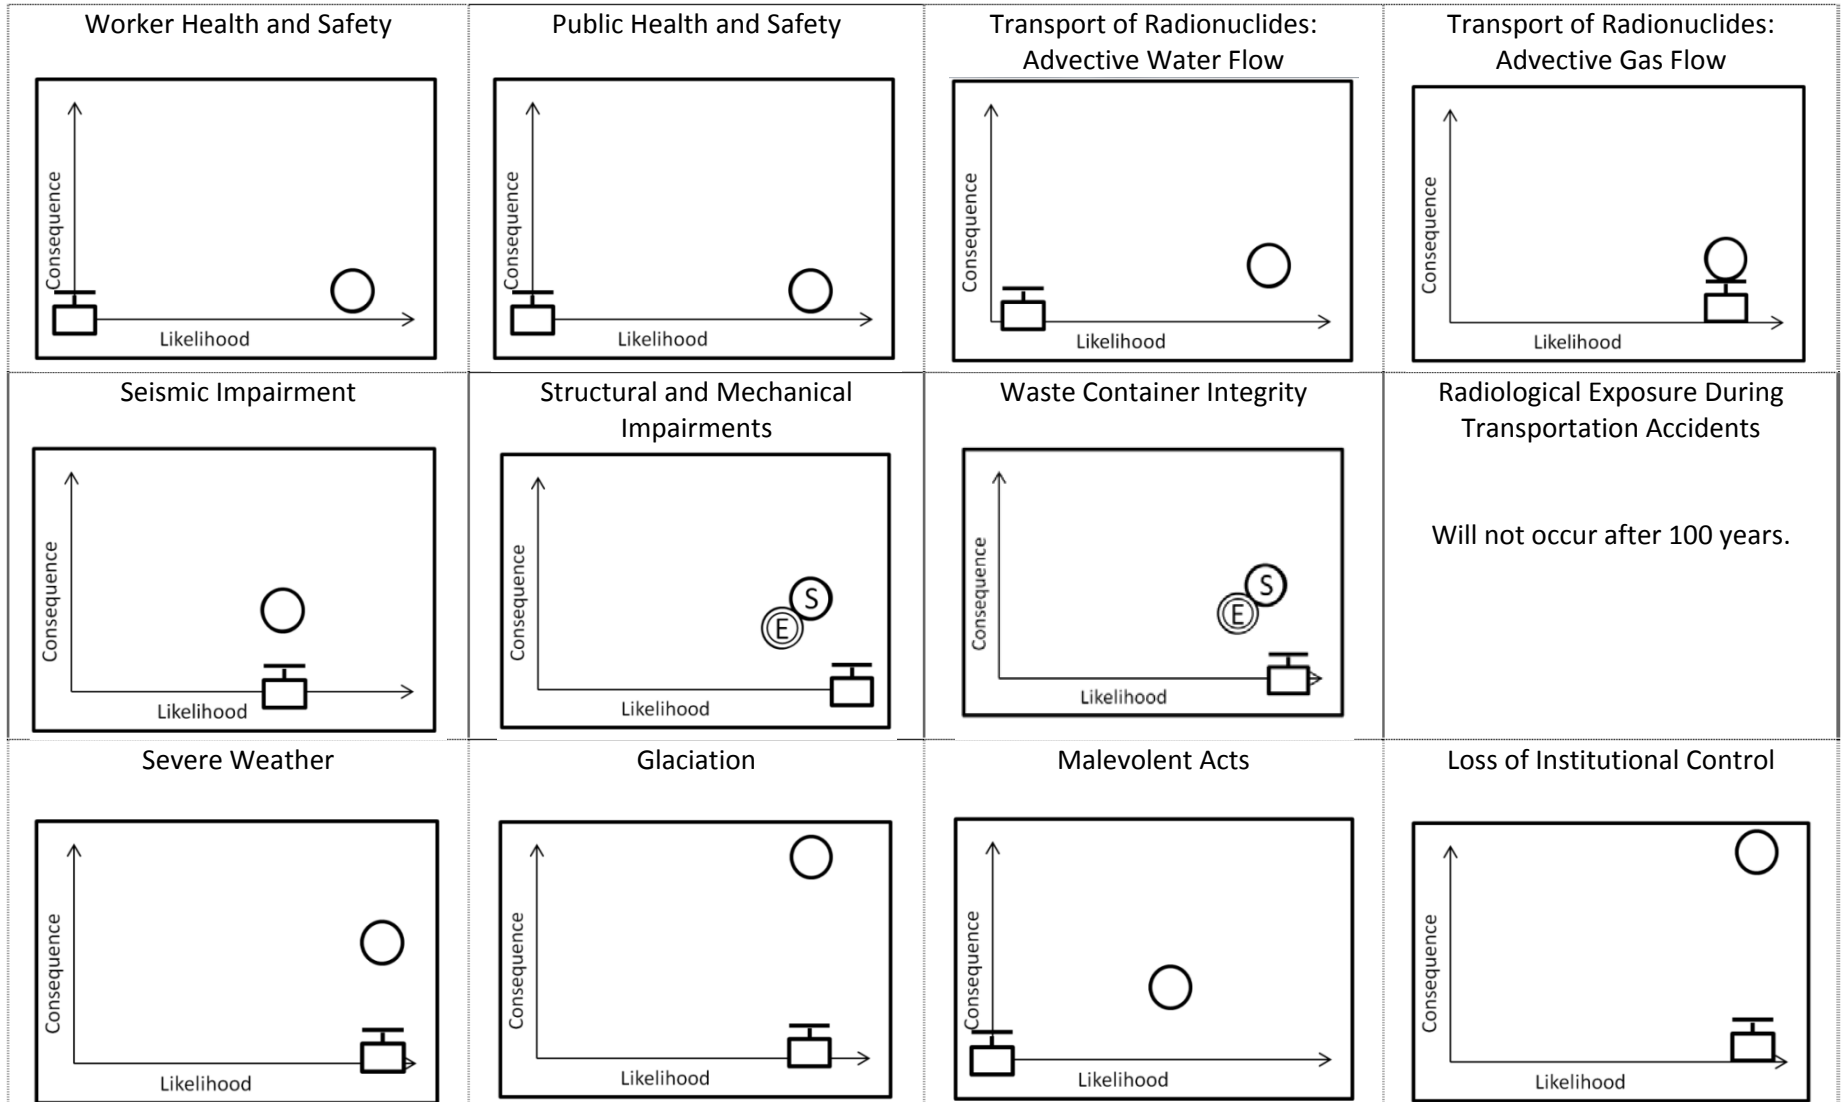 Worker Health and Safety
Consequence
Likelihood
Public Health and Safety
Consequence
Likelihood
Transport of Radionuclides:
Advective Water Flow
Consequence
Likelihood
Transport of Radionuclides:
Advective Gas Flow
Consequence
Likelihood
Seismic Impairment
Consequence
Likelihood
Structural and Mechanical
Impairments
Consequence
S
E
Likelihood
Waste Container Integrity
Consequence
S
E
Likelihood
Radiological Exposure During
Transportation Accidents
Will not occur after 100 years.
Severe Weather
Consequence
Likelihood
Glaciation
Consequence
Likelihood
Malevolent Acts
Consequence
Likelihood
Loss of Institutional Control
Consequence
Likelihood